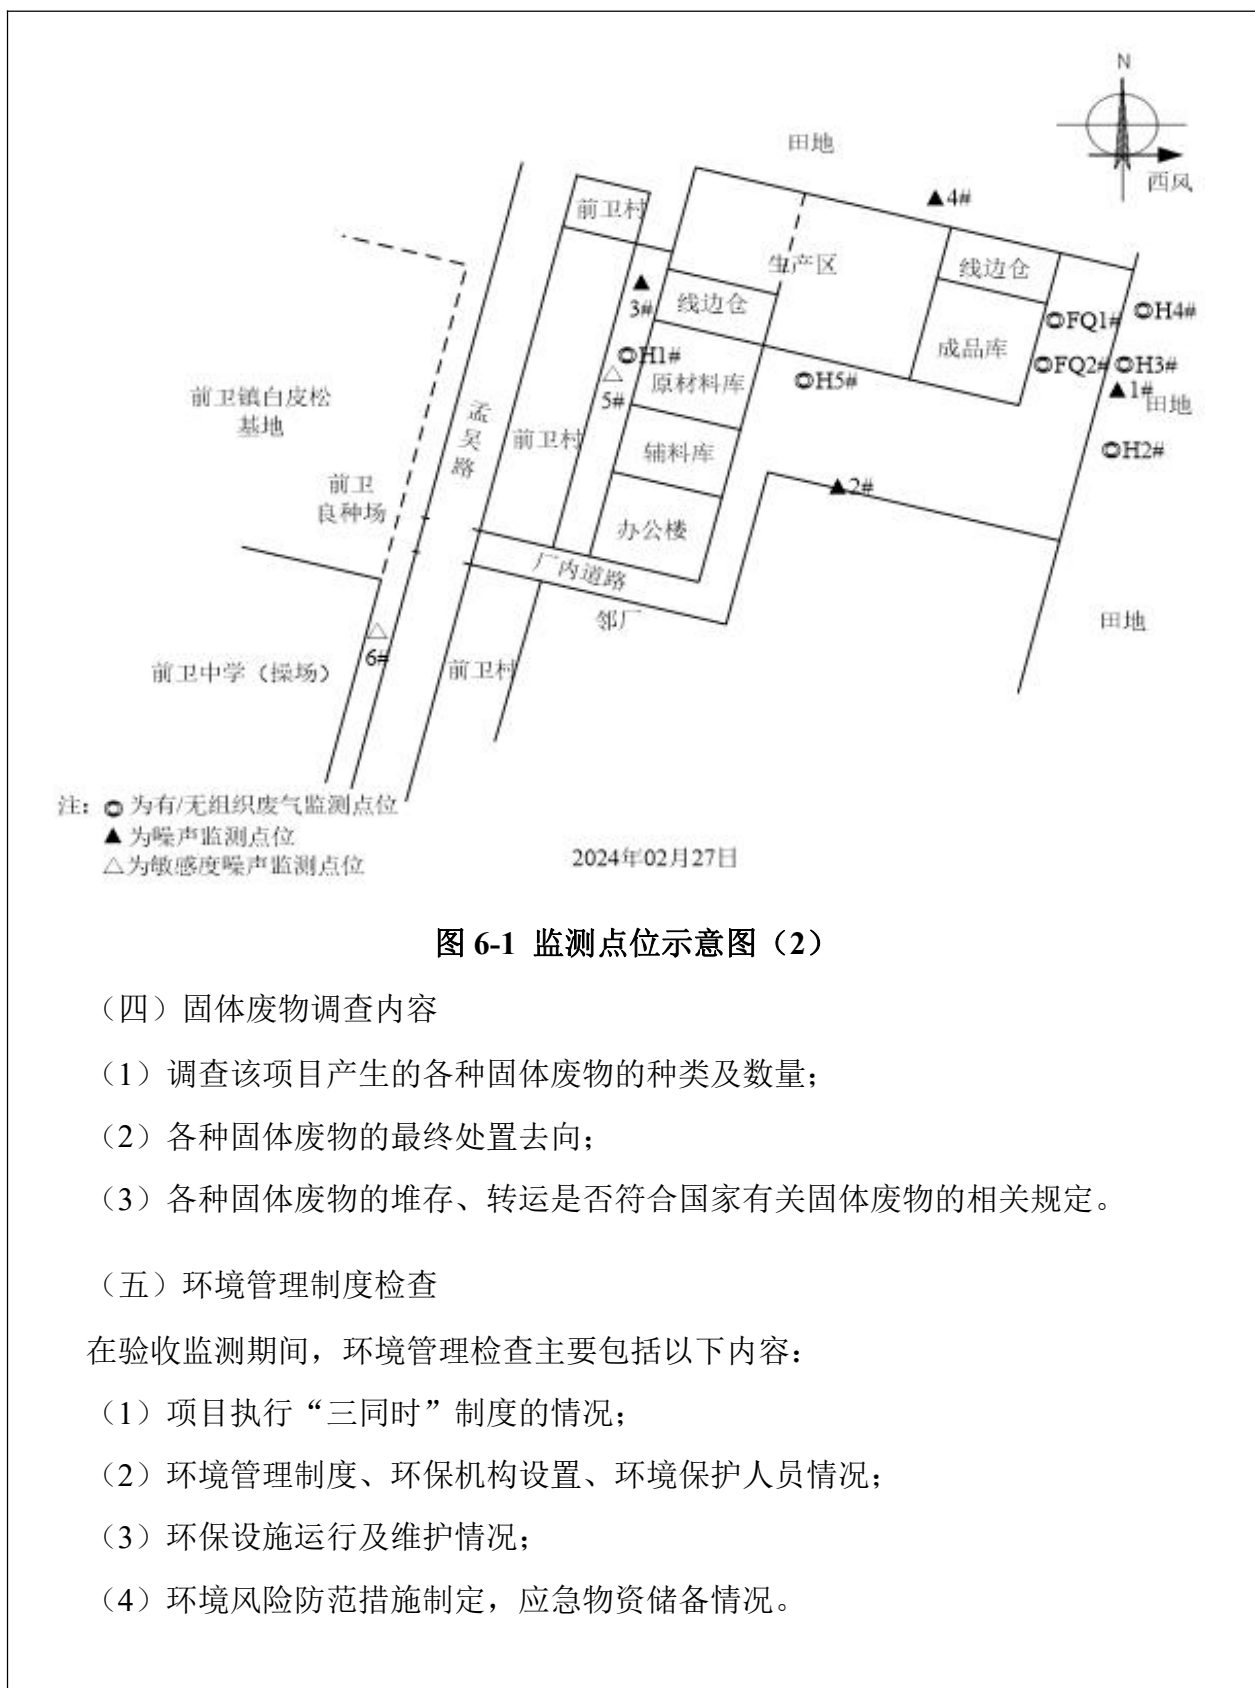 N
田地
西风
▲4#
前卫村
生产区
线边仓
▲
3#
线边仓
◎FQ1#
◎H4#
成品库
◎H1#
◎FQ2#
◎H3#
△
5#
原材料库
◎H5#
▲1#
田地
前卫镇白皮松
基地
孟吴路
前卫村
辅料库
◎H2#
前卫
良种场
▲2#
办公楼
厂内道路
邻厂
田地
△
6#
前卫中学（操场）
前卫村
注：◎为有/无组织废气监测点位
▲为噪声监测点位
△为敏感度噪声监测点位
2024年02月27日
图 6-1 监测点位示意图（2）
（四）固体废物调查内容
（1）调查该项目产生的各种固体废物的种类及数量；
（2）各种固体废物的最终处置去向；
（3）各种固体废物的堆存、转运是否符合国家有关固体废物的相关规定。
（五）环境管理制度检查
在验收监测期间，环境管理检查主要包括以下内容：
（1）项目执行“三同时”制度的情况；
（2）环境管理制度、环保机构设置、环境保护人员情况；
（3）环保设施运行及维护情况；
（4）环境风险防范措施制定，应急物资储备情况。